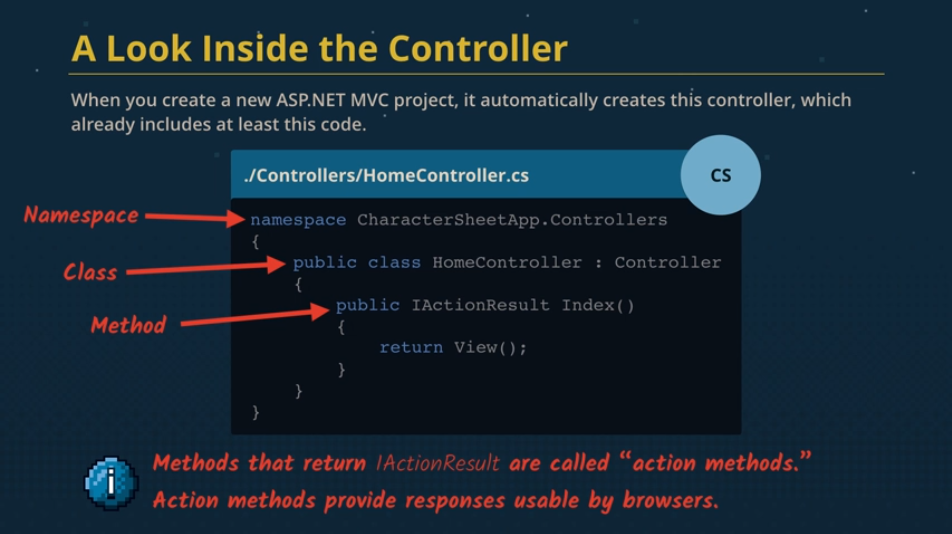 A Look Inside the Controller
When you create a new ASP.NET MVC project, it automatically creates this controller, which
already includes at least this code.
./Controllers/HomeController.cs
CS
Namespace
namespace CharacterSheetApp.Controllers
{
Class
public class HomeController : Controller
{
Method
public IActionResult Index()
{
return View();
}
}
}
i
Methods that return IActionResult are called “action methods.”
Action methods provide responses usable by browsers.